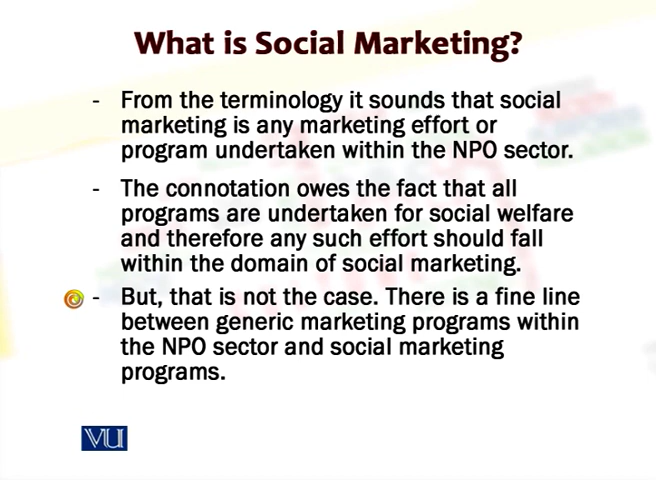 What is Social Marketing?
- From the terminology it sounds that social
marketing is any marketing effort or
program undertaken within the NPO sector.
- The connotation owes the fact that all
programs are undertaken for social welfare
and therefore any such effort should fall
within the domain of social marketing.
- But, that is not the case. There is a fine line
between generic marketing programs within
the NPO sector and social marketing
programs.
VU